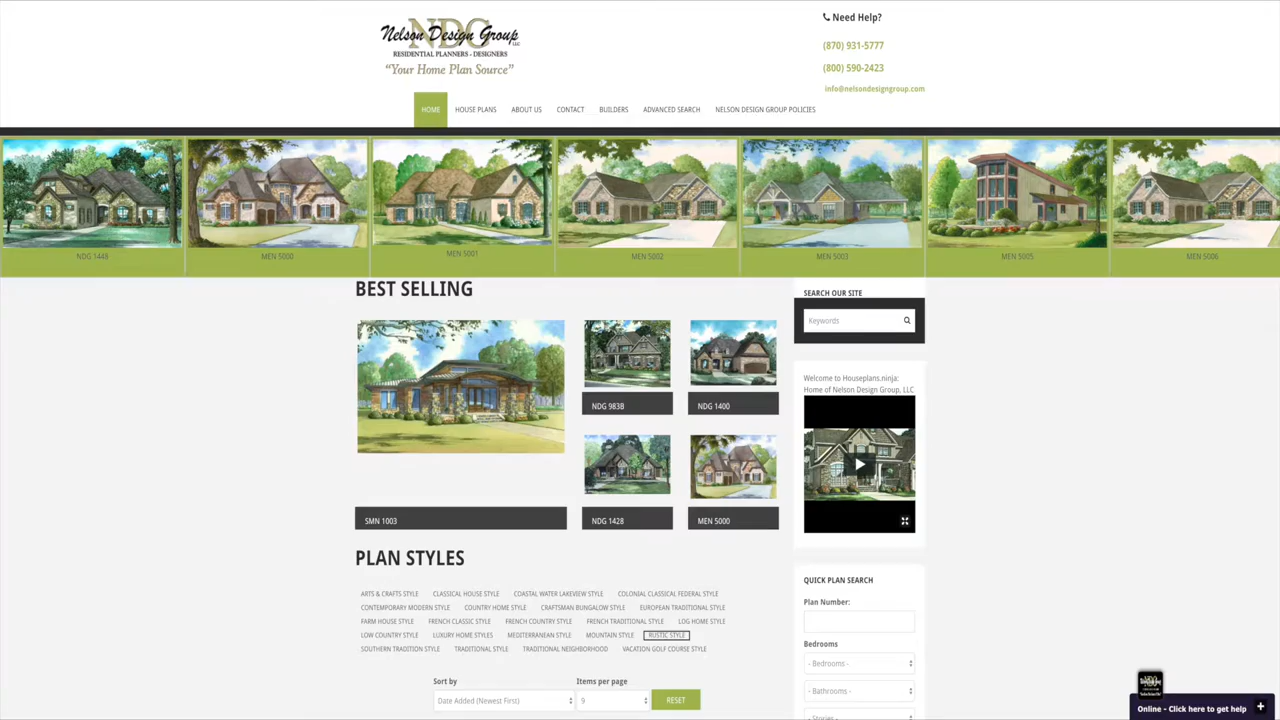 NDG
Nelson Design Group LLC
RESIDENTIAL PLANNERS - DESIGNERS
“Your Home Plan Source”
Need Help?
(870) 931-5777
(800) 590-2423
info@nelsondesigngroup.com
HOME HOUSE PLANS ABOUT US CONTACT BUILDERS ADVANCED SEARCH NELSON DESIGN GROUP POLICIES
NDG 1448 MEN 5000 MEN 5001 MEN 5002 MEN 5003 MEN 5005 MEN 5006
BEST SELLING
NDG 983B NDG 1400
SMN 1003 NDG 1428 MEN 5000
PLAN STYLES
ARTS & CRAFTS STYLE CLASSICAL HOUSE STYLE COASTAL WATER LAKEVIEW STYLE COLONIAL CLASSICAL FEDERAL STYLE
CONTEMPORARY MODERN STYLE COUNTRY HOME STYLE CRAFTSMAN BUNGALOW STYLE EUROPEAN TRADITIONAL STYLE
FARM HOUSE STYLE FRENCH CLASSIC STYLE FRENCH COUNTRY STYLE FRENCH TRADITIONAL STYLE LOG HOME STYLE
LOW COUNTRY STYLE LUXURY HOME STYLES MEDITERRANEAN STYLE MOUNTAIN STYLE RUSTIC STYLE
SOUTHERN TRADITION STYLE TRADITIONAL STYLE TRADITIONAL NEIGHBORHOOD VACATION GOLF COURSE STYLE
Sort by Items per page
Date Added (Newest First) 9 RESET
SEARCH OUR SITE
Keywords
Welcome to Houseplans.ninja:
Home of Nelson Design Group, LLC
QUICK PLAN SEARCH
Plan Number:
Bedrooms
- Bedrooms -
- Bathrooms -
- Stories -
Online - Click here to get help +